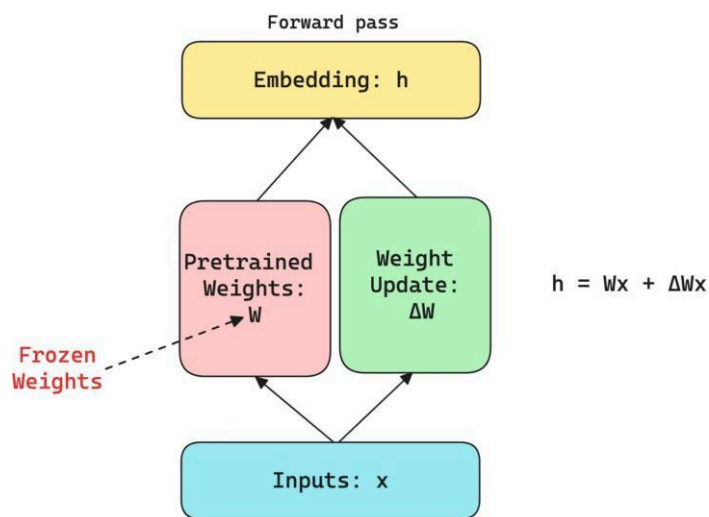 Forward pass
Embedding: h
Pretrained
Weights:
W
Weight
Update:
ΔW
h = Wx + ΔWx
Frozen
Weights
Inputs: x